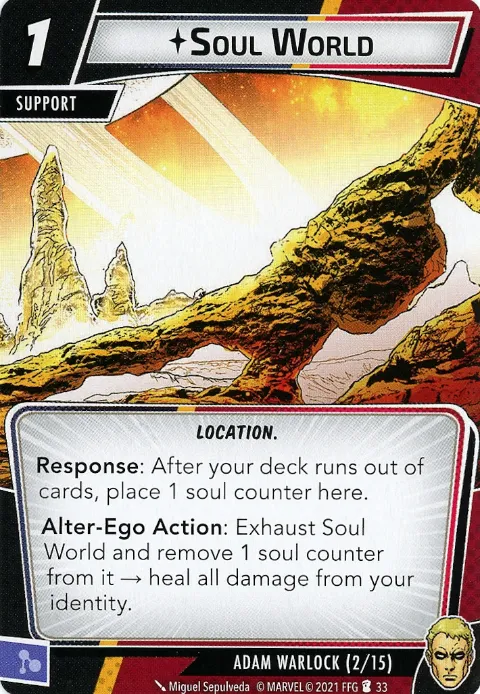 1
✦Soul World
SUPPORT
LOCATION.
Response: After your deck runs out of
cards, place 1 soul counter here.
Alter-Ego Action: Exhaust Soul
World and remove 1 soul counter
from it → heal all damage from your
identity.
ADAM WARLOCK (2/15)
Miguel Sepulveda © MARVEL © 2021 FFG 33